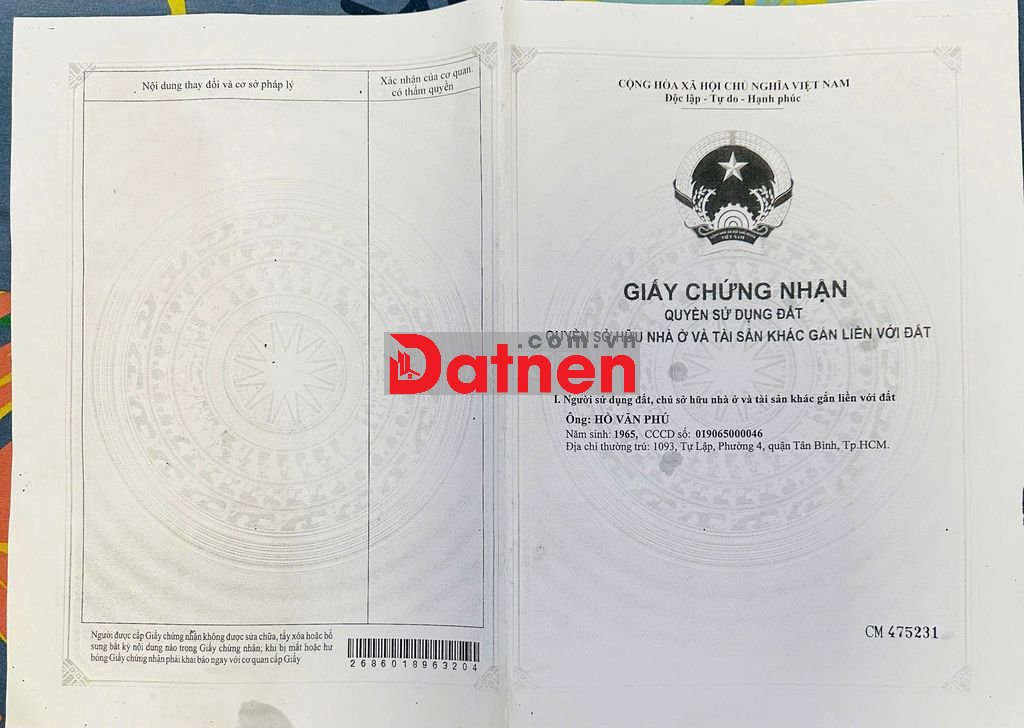 Nội dung thay đổi và cơ sở pháp lý
Xác nhận của cơ quan
có thẩm quyền
Người được cấp Giấy chứng nhận không được sửa chữa, tẩy xóa hoặc bổ
sung bất kỳ nội dung nào trong Giấy chứng nhận; khi bị mất hoặc hư
hỏng Giấy chứng nhận phải khai báo ngay với cơ quan cấp Giấy.
2686018963204
CỘNG HÒA XÃ HỘI CHỦ NGHĨA VIỆT NAM
Độc lập - Tự do - Hạnh phúc
VIỆT NAM
GIẤY CHỨNG NHẬN
QUYỀN SỬ DỤNG ĐẤT
QUYỀN SỞ HỮU NHÀ Ở VÀ TÀI SẢN KHÁC GẮN LIỀN VỚI ĐẤT
.com.vn
Datnen
I. Người sử dụng đất, chủ sở hữu nhà ở và tài sản khác gắn liền với đất
Ông: HỒ VĂN PHÚ
Năm sinh: 1965, CCCD số: 019065000046
Địa chỉ thường trú: 1093, Tự Lập, Phường 4, quận Tân Bình, Tp.HCM.
CM 475231